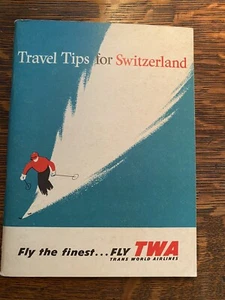 Travel Tips for Switzerland
Fly the finest...FLY TWA
TRANS WORLD AIRLINES